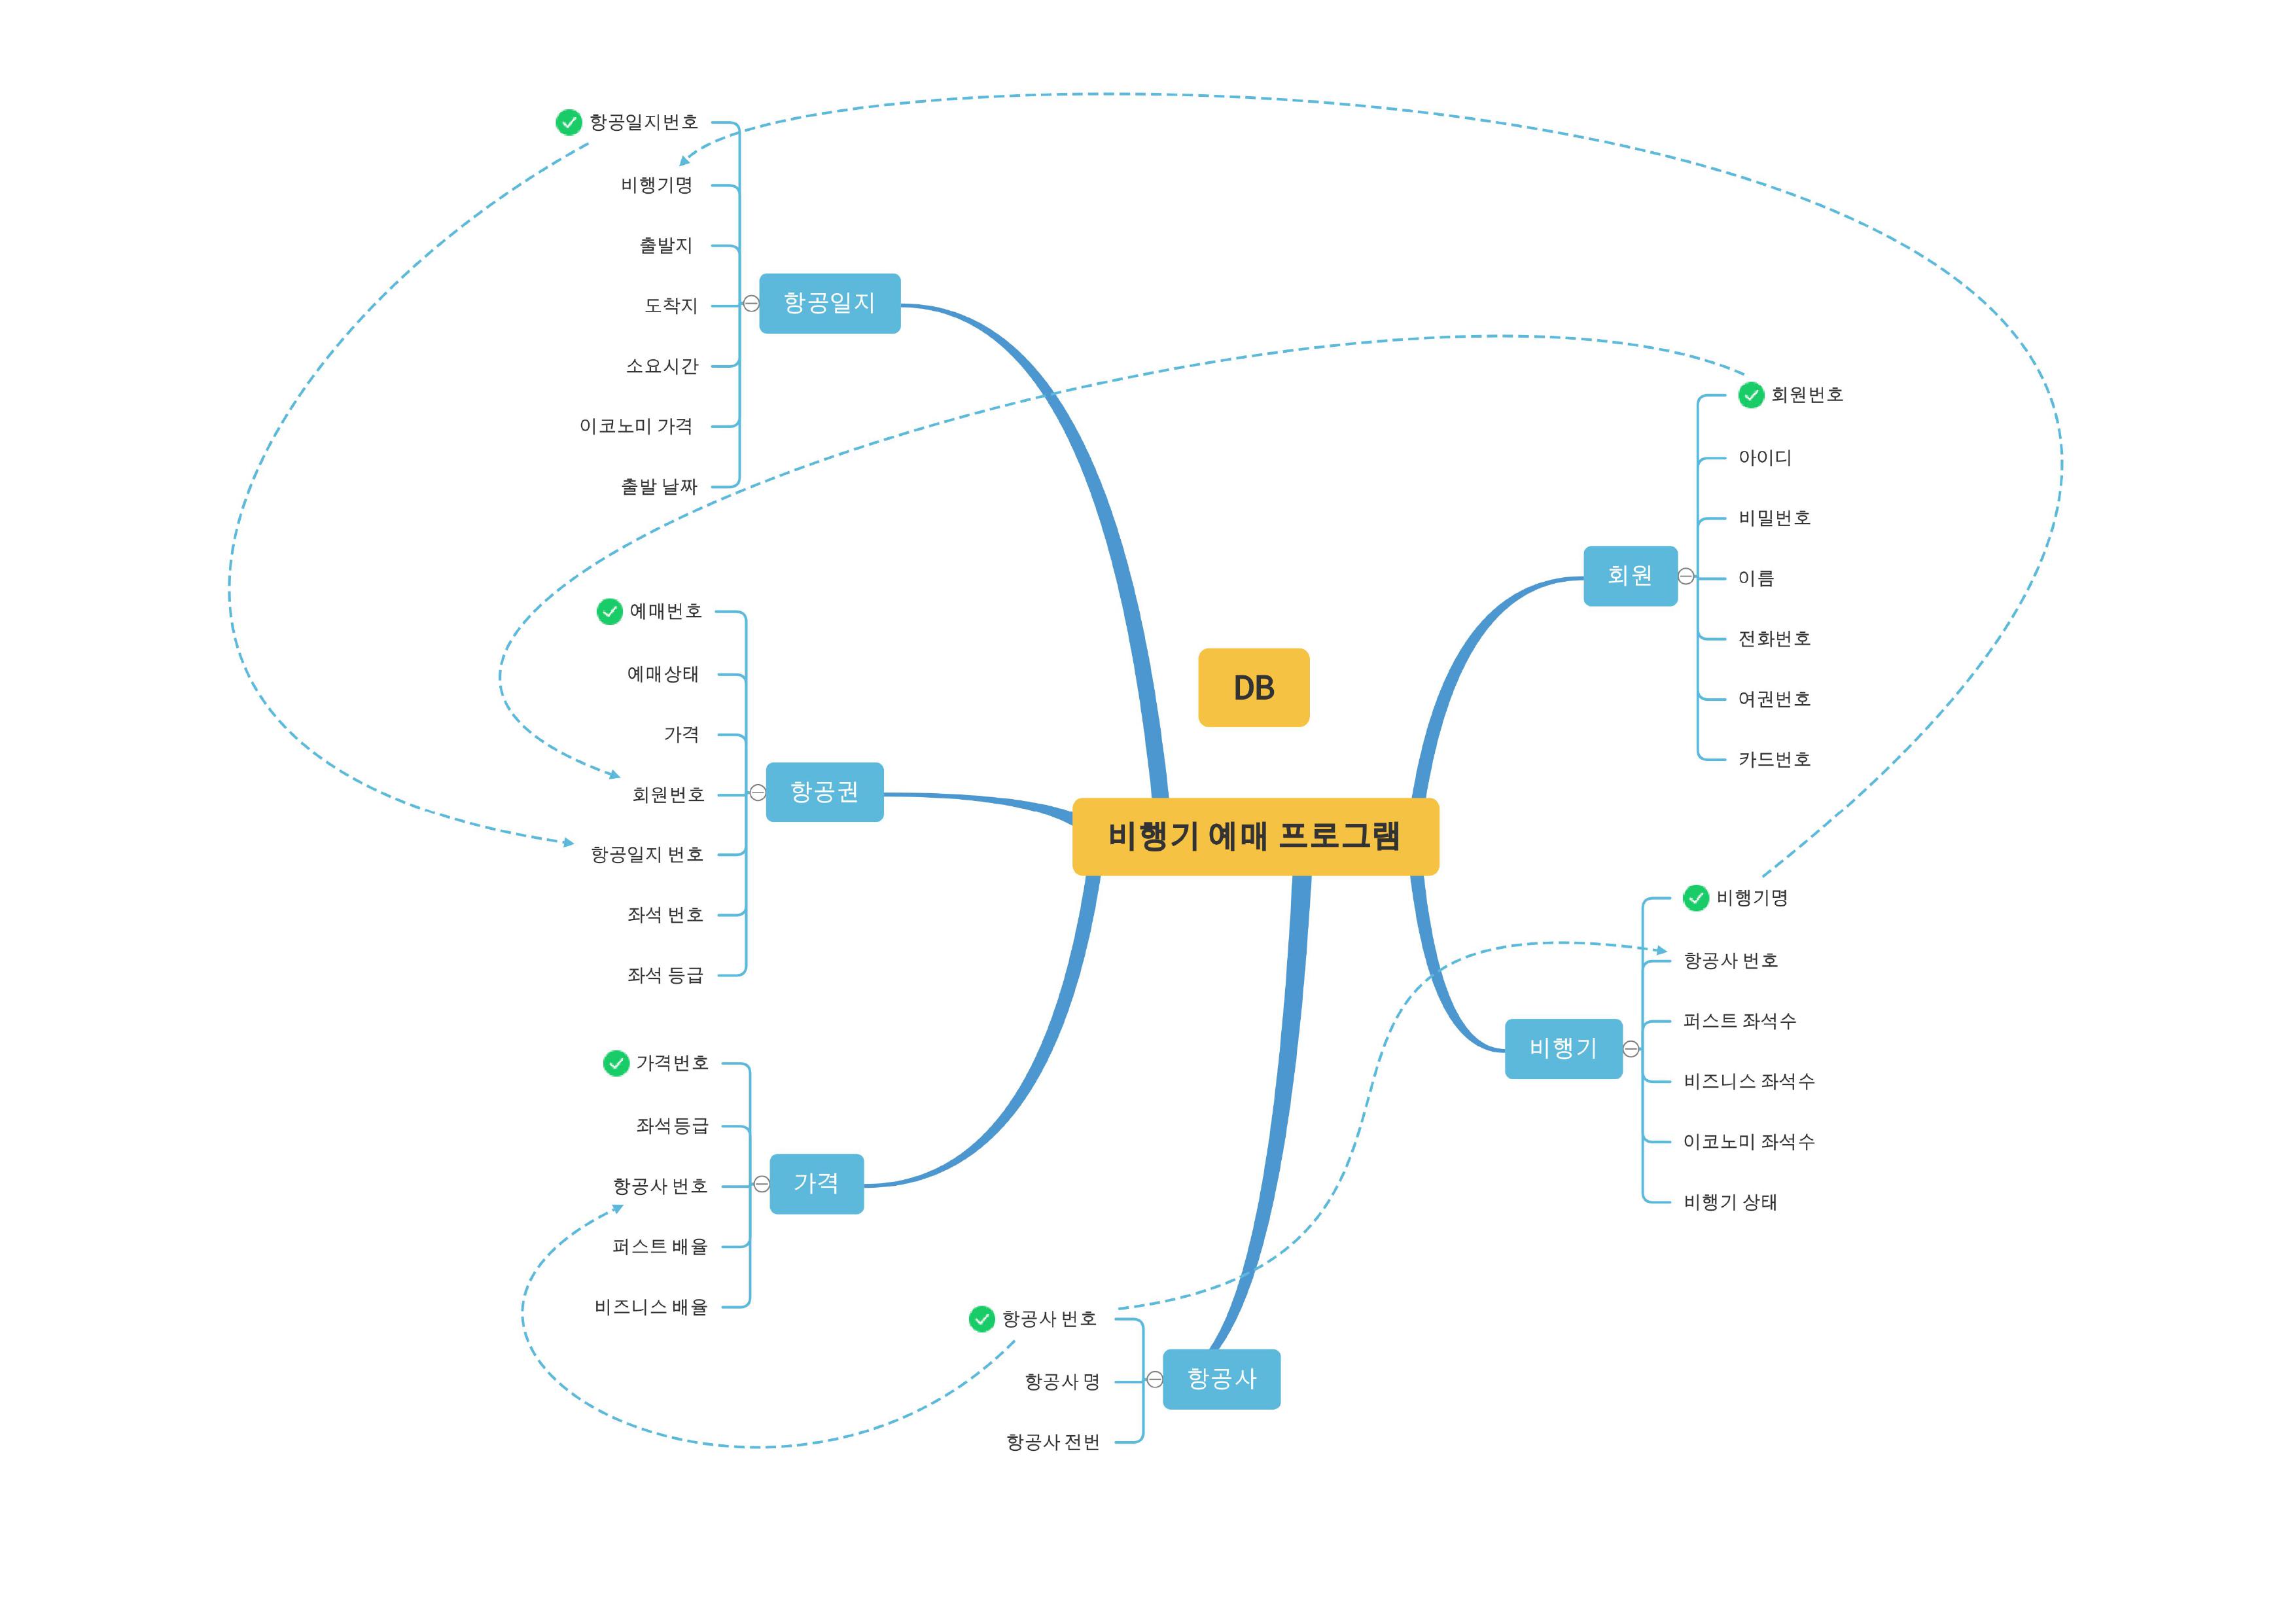 항공일지번호
비행기명
출발지
도착지
소요시간
이코노미 가격
출발 날짜
항공일지
예매번호
예매상태
가격
회원번호
항공일지 번호
좌석 번호
좌석 등급
항공권
가격번호
좌석등급
항공사 번호
퍼스트 배율
비즈니스 배율
가격
DB
비행기 예매 프로그램
항공사 번호
항공사 명
항공사 전번
항공사
회원
회원번호
아이디
비밀번호
이름
전화번호
여권번호
카드번호
비행기
비행기명
항공사 번호
퍼스트 좌석수
비즈니스 좌석수
이코노미 좌석수
비행기 상태